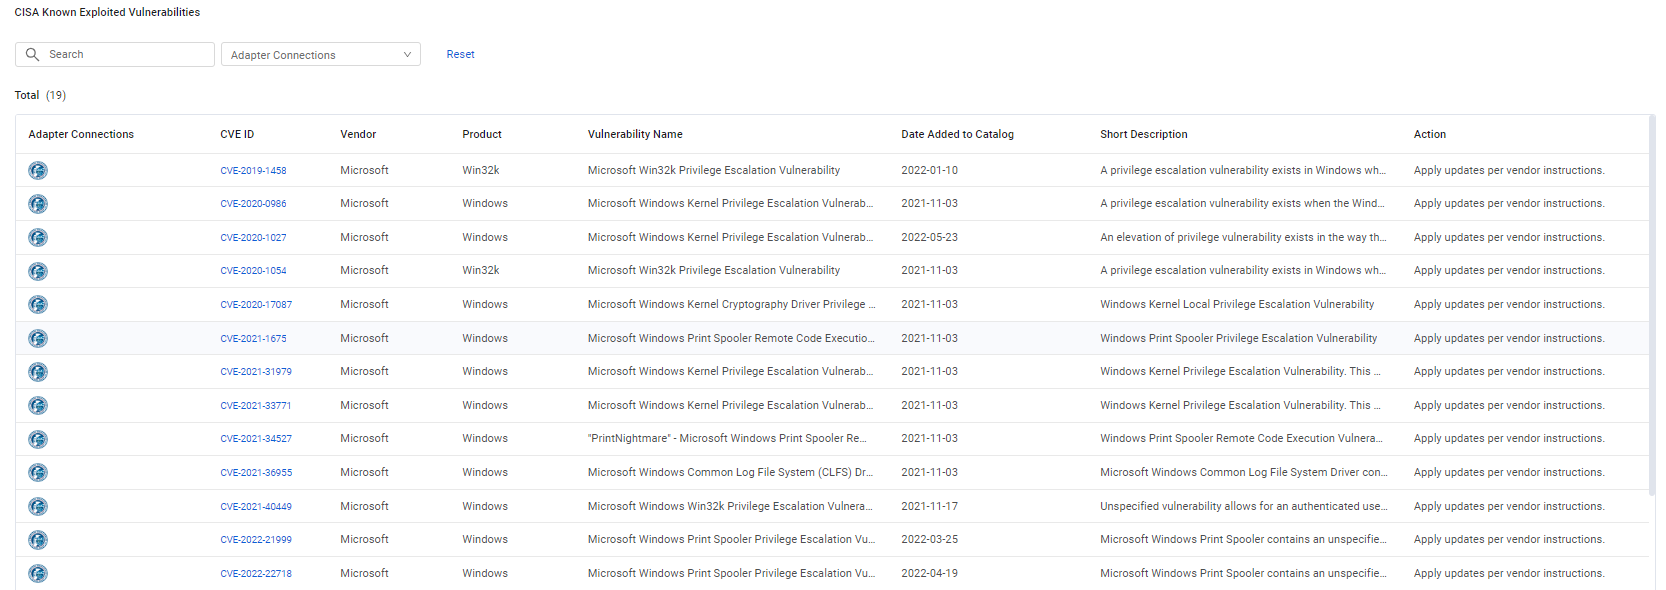 CISA Known Exploited Vulnerabilities
Search Adapter Connections Reset
Total (19)
Adapter Connections CVE ID Vendor Product Vulnerability Name Date Added to Catalog Short Description Action
CVE-2019-1458 Microsoft Win32k Microsoft Win32k Privilege Escalation Vulnerability 2022-01-10 A privilege escalation vulnerability exists in Windows wh... Apply updates per vendor instructions.
CVE-2020-0986 Microsoft Windows Microsoft Windows Kernel Privilege Escalation Vulnerab... 2021-11-03 A privilege escalation vulnerability exists when the Wind... Apply updates per vendor instructions.
CVE-2020-1027 Microsoft Windows Microsoft Windows Kernel Privilege Escalation Vulnerab... 2022-05-23 An elevation of privilege vulnerability exists in the way th... Apply updates per vendor instructions.
CVE-2020-1054 Microsoft Win32k Microsoft Win32k Privilege Escalation Vulnerability 2021-11-03 A privilege escalation vulnerability exists in Windows wh... Apply updates per vendor instructions.
CVE-2020-17087 Microsoft Windows Microsoft Windows Kernel Cryptography Driver Privilege ... 2021-11-03 Windows Kernel Local Privilege Escalation Vulnerability Apply updates per vendor instructions.
CVE-2021-1675 Microsoft Windows Microsoft Windows Print Spooler Remote Code Executio... 2021-11-03 Windows Print Spooler Privilege Escalation Vulnerability Apply updates per vendor instructions.
CVE-2021-31979 Microsoft Windows Microsoft Windows Kernel Privilege Escalation Vulnerab... 2021-11-03 Windows Kernel Privilege Escalation Vulnerability. This ... Apply updates per vendor instructions.
CVE-2021-33771 Microsoft Windows Microsoft Windows Kernel Privilege Escalation Vulnerab... 2021-11-03 Windows Kernel Privilege Escalation Vulnerability. This ... Apply updates per vendor instructions.
CVE-2021-34527 Microsoft Windows "PrintNightmare" - Microsoft Windows Print Spooler Re... 2021-11-03 Windows Print Spooler Remote Code Execution Vulnera... Apply updates per vendor instructions.
CVE-2021-36955 Microsoft Windows Microsoft Windows Common Log File System (CLFS) Dr... 2021-11-03 Microsoft Windows Common Log File System Driver con... Apply updates per vendor instructions.
CVE-2021-40449 Microsoft Windows Microsoft Windows Win32k Privilege Escalation Vulnera... 2021-11-17 Unspecified vulnerability allows for an authenticated use... Apply updates per vendor instructions.
CVE-2022-21999 Microsoft Windows Microsoft Windows Print Spooler Privilege Escalation Vu... 2022-03-25 Microsoft Windows Print Spooler contains an unspecifie... Apply updates per vendor instructions.
CVE-2022-22718 Microsoft Windows Microsoft Windows Print Spooler Privilege Escalation Vu... 2022-04-19 Microsoft Windows Print Spooler contains an unspecifie... Apply updates per vendor instructions.